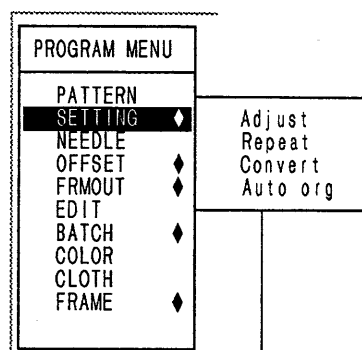 PROGRAM MENU
PATTERN
SETTING ♦
NEEDLE
OFFSET ♦
FRMOUT ♦
EDIT
BATCH ♦
COLOR
CLOTH
FRAME ♦
Adjust
Repeat
Convert
Auto org